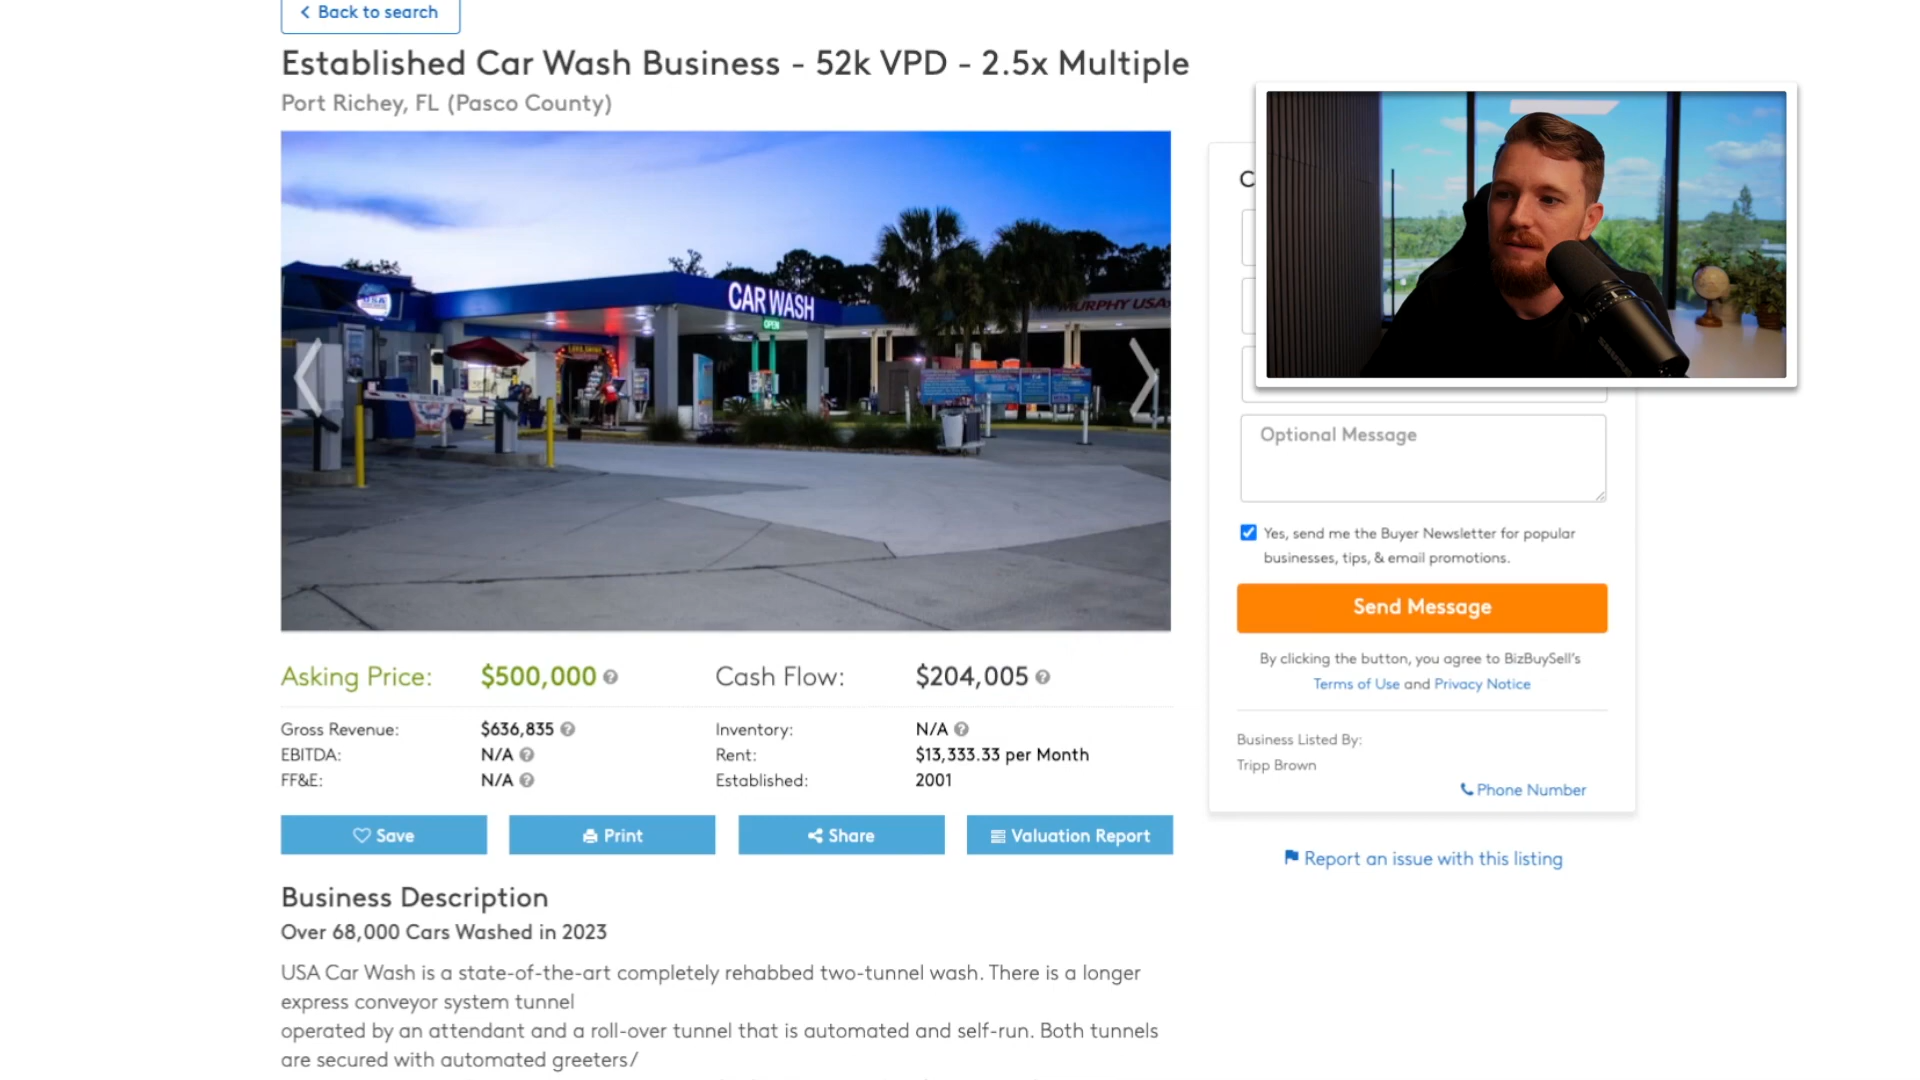 Back to search
Established Car Wash Business - 52k VPD - 2.5x Multiple
Port Richey, FL (Pasco County)
CAR WASH
OPEN
USA
MURPHY USA
C
Optional Message
Yes, send me the Buyer Newsletter for popular
businesses, tips, & email promotions.
Send Message
By clicking the button, you agree to BizBuySell's
Terms of Use and Privacy Notice
Business Listed By:
Tripp Brown
Phone Number
Report an issue with this listing
Asking Price: $500,000 Cash Flow: $204,005
Gross Revenue: $636,835 Inventory: N/A
EBITDA: N/A Rent: $13,333.33 per Month
FF&E: N/A Established: 2001
Save Print Share Valuation Report
Business Description
Over 68,000 Cars Washed in 2023
USA Car Wash is a state-of-the-art completely rehabbed two-tunnel wash. There is a longer
express conveyor system tunnel
operated by an attendant and a roll-over tunnel that is automated and self-run. Both tunnels
are secured with automated greeters/